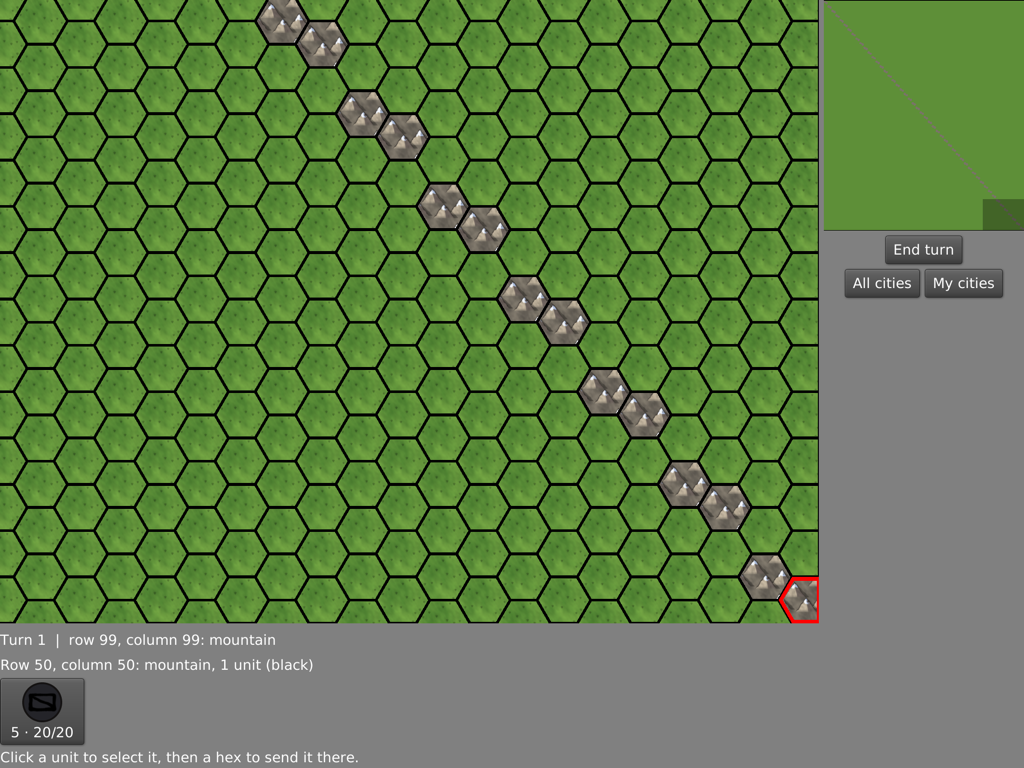 End turn
All cities
My cities
Turn 1 | row 99, column 99: mountain
Row 50, column 50: mountain, 1 unit (black)
5 · 20/20
Click a unit to select it, then a hex to send it there.